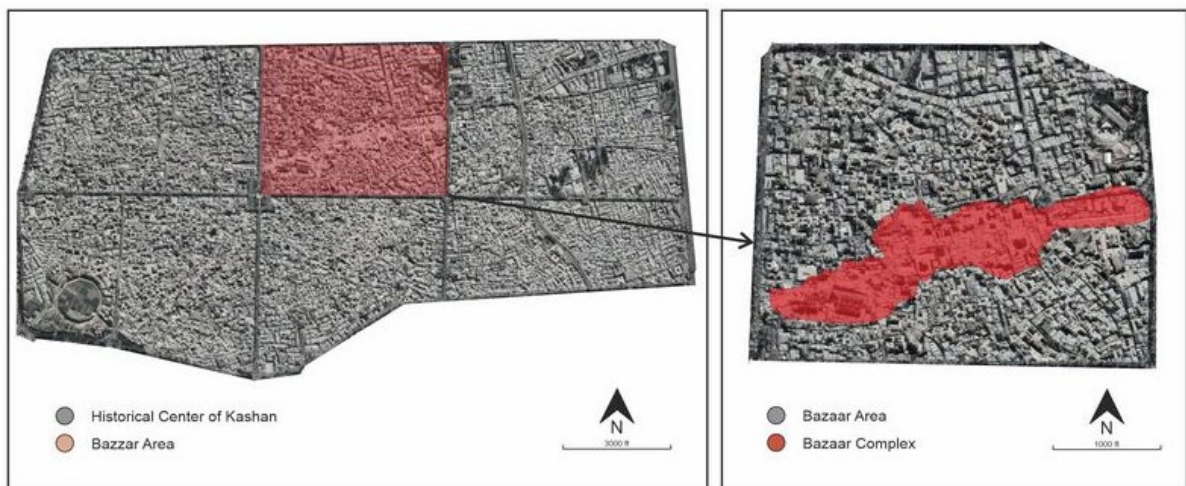 Historical Center of Kashan
Bazzar Area
N
3000 ft
Bazaar Area
Bazaar Complex
N
1000 ft